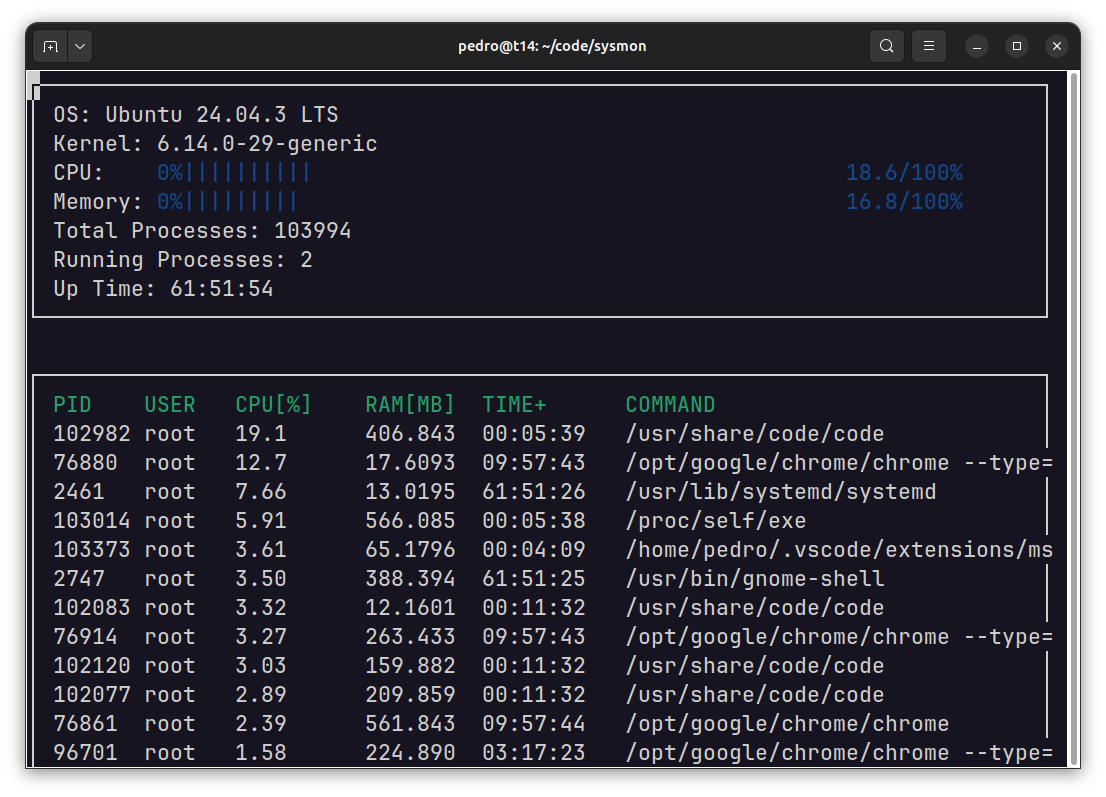 pedro@t14: ~/code/sysmon
OS: Ubuntu 24.04.3 LTS
Kernel: 6.14.0-29-generic
CPU: 0%|||||||||| 18.6/100%
Memory: 0%||||||||| 16.8/100%
Total Processes: 103994
Running Processes: 2
Up Time: 61:51:54
PID USER CPU[%] RAM[MB] TIME+ COMMAND
102982 root 19.1 406.843 00:05:39 /usr/share/code/code
76880 root 12.7 17.6093 09:57:43 /opt/google/chrome/chrome --type=
2461 root 7.66 13.0195 61:51:26 /usr/lib/systemd/systemd
103014 root 5.91 566.085 00:05:38 /proc/self/exe
103373 root 3.61 65.1796 00:04:09 /home/pedro/.vscode/extensions/ms
2747 root 3.50 388.394 61:51:25 /usr/bin/gnome-shell
102083 root 3.32 12.1601 00:11:32 /usr/share/code/code
76914 root 3.27 263.433 09:57:43 /opt/google/chrome/chrome --type=
102120 root 3.03 159.882 00:11:32 /usr/share/code/code
102077 root 2.89 209.859 00:11:32 /usr/share/code/code
76861 root 2.39 561.843 09:57:44 /opt/google/chrome/chrome
96701 root 1.58 224.890 03:17:23 /opt/google/chrome/chrome --type=